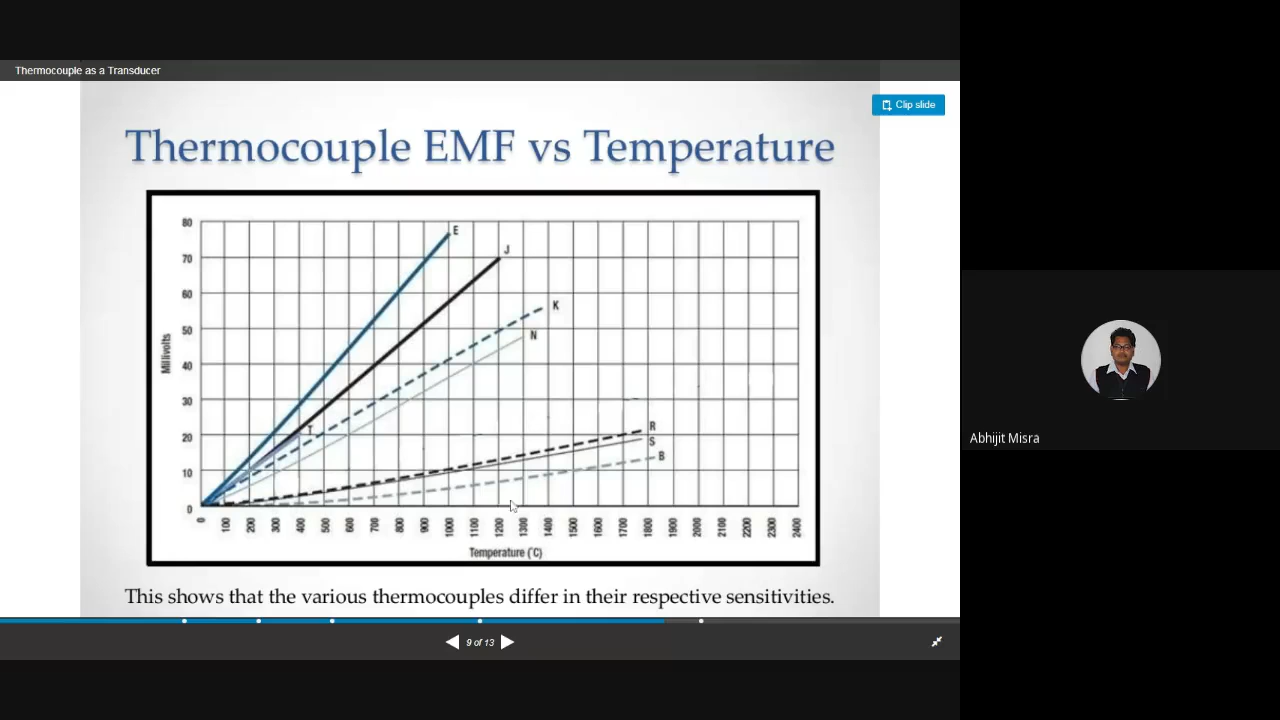 Thermocouple as a Transducer
Clip slide
Thermocouple EMF vs Temperature
80
70
60
50
40
30
20
10
0
Millivolts
E
J
K
N
T
R
S
B
0 100 200 300 400 500 600 700 800 900 1000 1100 1200 1300 1400 1500 1600 1700 1800 1900 2000 2100 2200 2300 2400
Temperature (°C)
This shows that the various thermocouples differ in their respective sensitivities.
9 of 13
Abhijit Misra